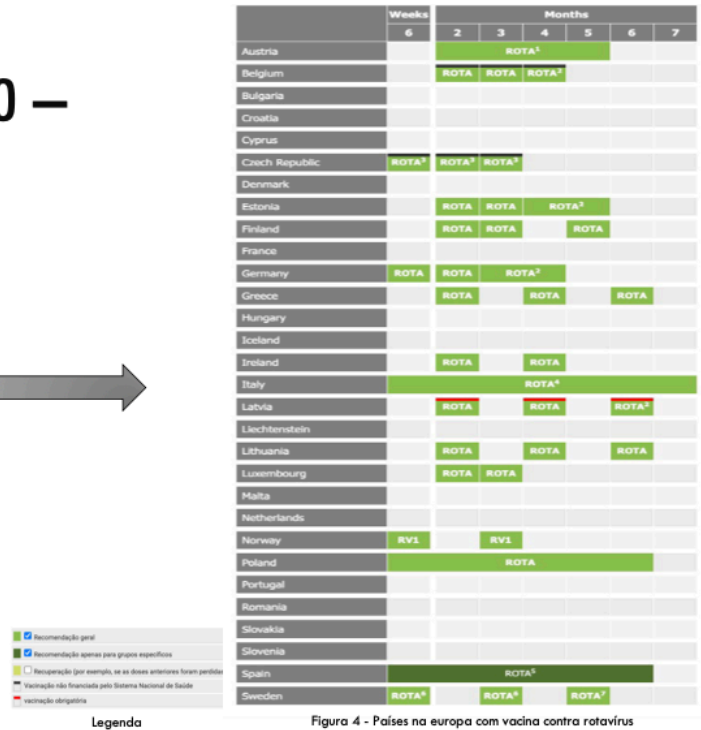 0 –
Weeks Months
6 2 3 4 5 6 7
Austria ROTA¹
Belgium ROTA ROTA ROTA²
Bulgaria
Croatia
Cyprus
Czech Republic ROTA³ ROTA³ ROTA³
Denmark
Estonia ROTA ROTA ROTA³
Finland ROTA ROTA ROTA
France
Germany ROTA ROTA ROTA²
Greece ROTA ROTA ROTA
Hungary
Iceland
Ireland ROTA ROTA
Italy ROTA⁴
Latvia ROTA ROTA ROTA²
Liechtenstein
Lithuania ROTA ROTA ROTA
Luxembourg ROTA ROTA
Malta
Netherlands
Norway RV1 RV1
Poland ROTA
Portugal
Romania
Slovakia
Slovenia
Spain ROTA⁵
Sweden ROTA⁶ ROTA⁶ ROTA⁷
Recomendação geral
Recomendação apenas para grupos específicos
Recuperação (por exemplo, se as doses anteriores foram perdidas
Vacinação não financiada pelo Sistema Nacional de Saúde
vacinação obrigatória
Legenda
Figura 4 - Países na europa com vacina contra rotavírus